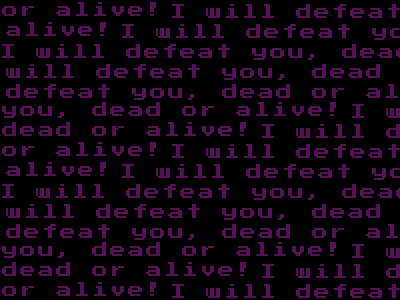 or alive! I will defeat
alive! I will defeat yo
I will defeat you, dead
will defeat you, dead
defeat you, dead or al
you, dead or alive! I w
dead or alive! I will d
or alive! I will defeat
alive! I will defeat yo
I will defeat you, dead
will defeat you, dead
defeat you, dead or al
you, dead or alive! I w
dead or alive! I will d
or alive! I will defeat